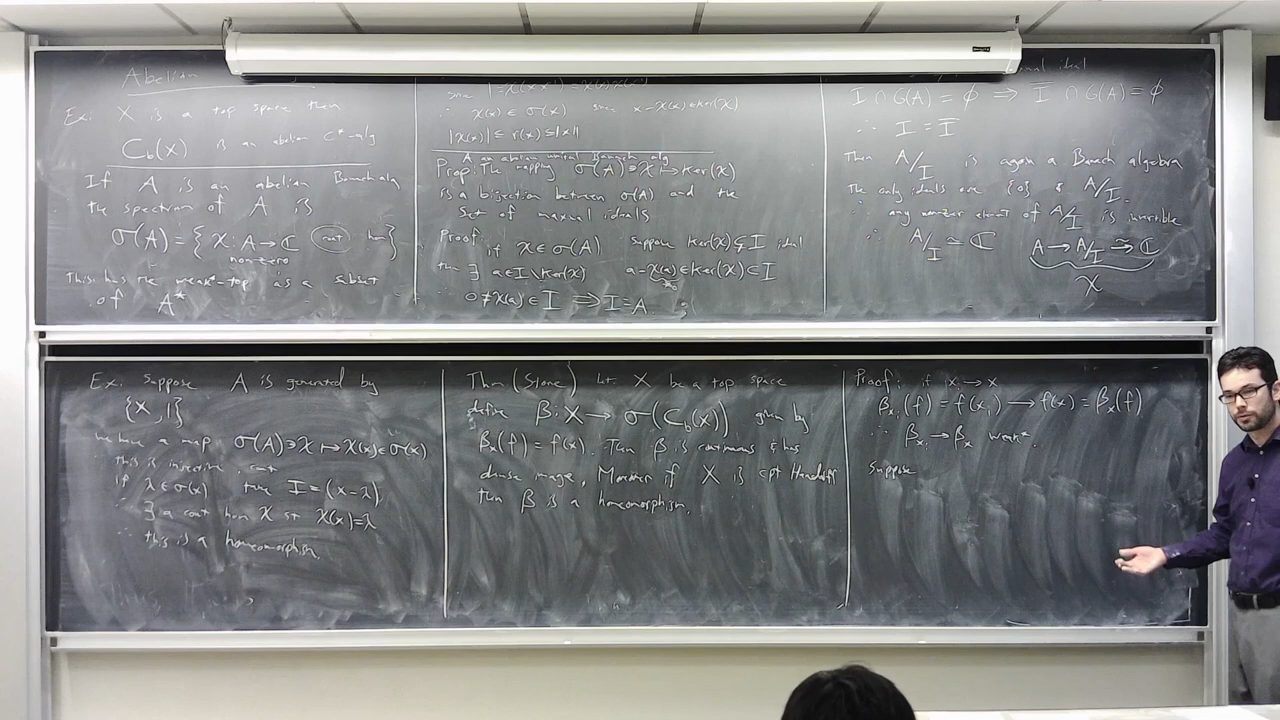 Abelian
Ex: X is a top space then
C_b(X) is an abelian C*-alg
If A is an abelian Banach alg
the spectrum of A is
σ(A) = { χ: A → ℂ cont hom }
nonzero
this has the weak*-top as a subset
of A*
∴ χ(x) ∈ σ(x) since x-χ(x) ∈ ker(χ)
|χ(x)| ≤ r(x) ≤ ‖x‖
A an abelian unital Banach alg
Prop: The mapping σ(A) ∋ χ ↦ ker(χ)
is a bijection between σ(A) and the
set of maximal ideals
Proof if χ ∈ σ(A) suppose ker(χ) ⊊ I ideal
then ∃ a ∈ I \ ker(χ) a-χ(a) ∈ ker(χ) ⊂ I
0 ≠ χ(a) ∈ I ⟹ I = A
ideal
I ∩ G(A) = ∅ ⟹ Ī ∩ G(A) = ∅
∴ I = Ī
Then A/I is again a Banach algebra
The only ideals are {0} & A/I
∴ any nonzer element of A/I is invertible
∴ A/I ≅ ℂ A → A/I ≅ ℂ
χ
Ex: Suppose A is generated by
{x, 1}
we have a map σ(A) ∋ χ ↦ χ(x) ∈ σ(x)
this is injective, cont
if λ ∈ σ(x) take I = (x-λ)
∴ ∃ a cont hom χ st χ(x) = λ
∴ this is a homeomorphism.
Thm (Stone) let X be a top space
define β: X → σ(C_b(X)) given by
β_x(f) = f(x). Then β is continuous & has
dense image. Moreover if X is cpt Hausdorff
then β is a homeomorphism.
Proof: if x_i → x
β_{x_i}(f) = f(x_i) → f(x) = β_x(f)
∴ β_{x_i} → β_x weak*.
Suppose